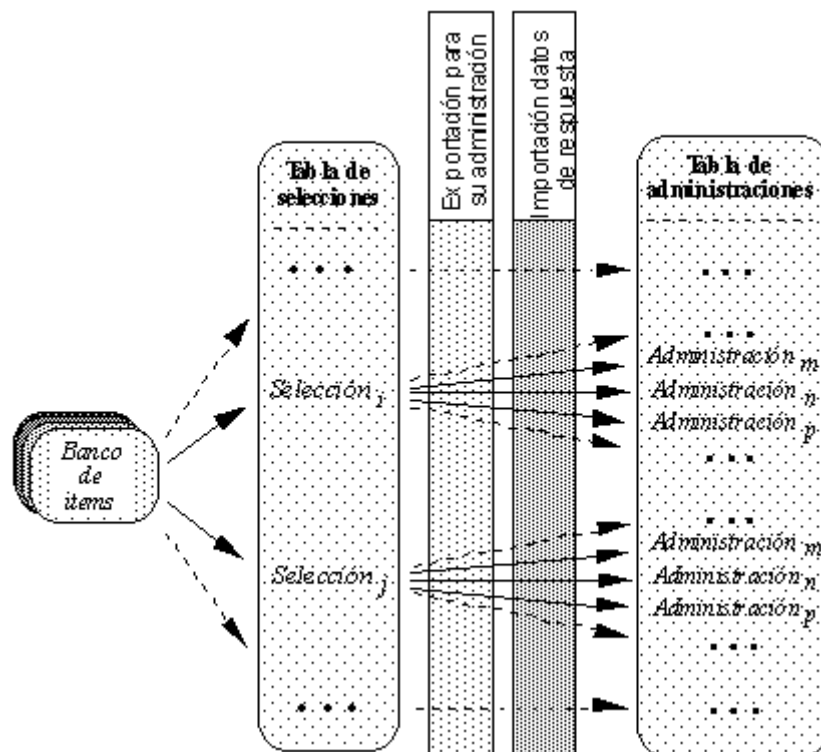 Banco
de
items
Tabla de
selecciones
• • •
Selección i
Selección j
• • •
Exportación para
su administración
Importación datos
de respuesta
Tabla de
administraciones
• • •
• • •
Administración m
Administración n
Administración p
• • •
• • •
Administración m
Administración n
Administración p
• • •
• • •